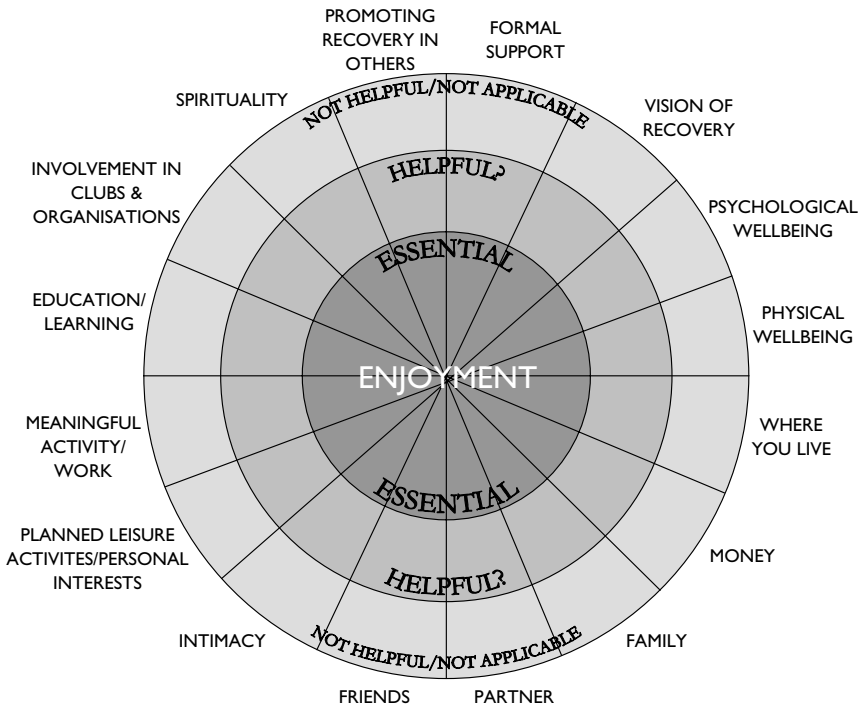 PROMOTING
RECOVERY IN
OTHERS
FORMAL
SUPPORT
VISION OF
RECOVERY
PSYCHOLOGICAL
WELLBEING
PHYSICAL
WELLBEING
WHERE
YOU LIVE
MONEY
FAMILY
PARTNER
FRIENDS
INTIMACY
PLANNED LEISURE
ACTIVITES/PERSONAL
INTERESTS
MEANINGFUL
ACTIVITY/
WORK
EDUCATION/
LEARNING
INVOLVEMENT IN
CLUBS &
ORGANISATIONS
SPIRITUALITY
NOT HELPFUL/NOT APPLICABLE
HELPFUL?
ESSENTIAL
ENJOYMENT
ESSENTIAL
HELPFUL?
NOT HELPFUL/NOT APPLICABLE